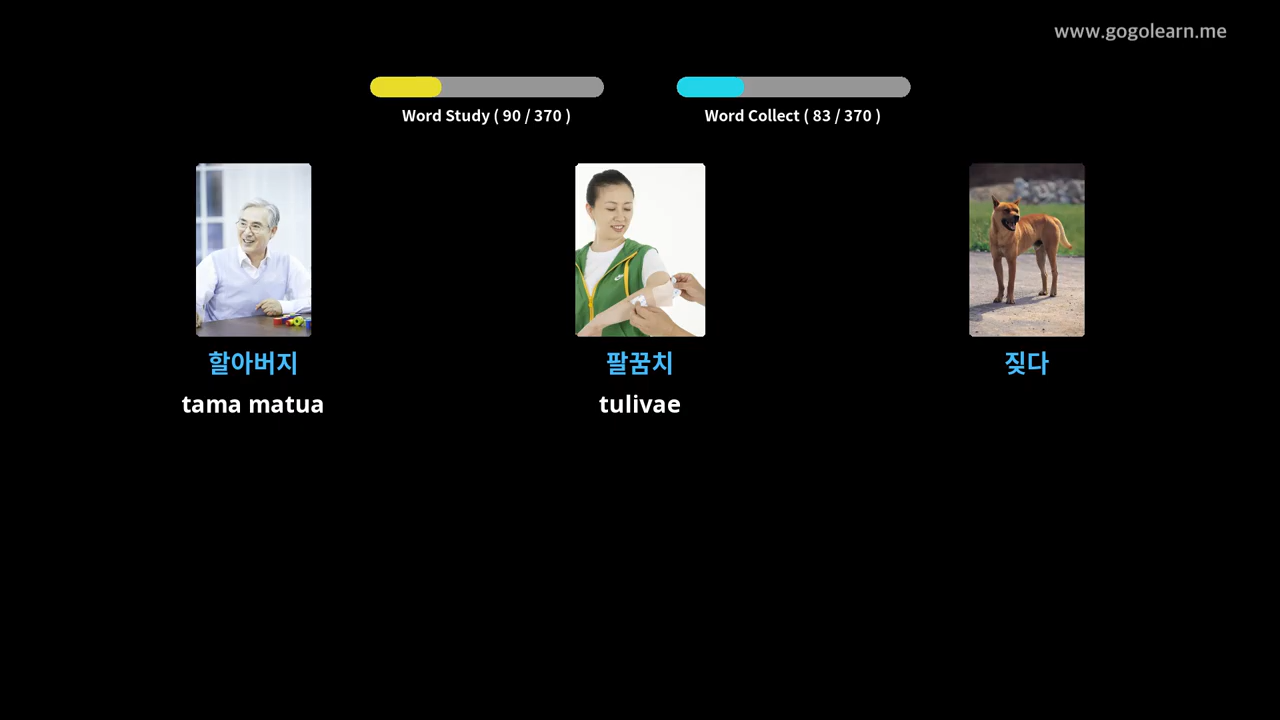 www.gogolearn.me
Word Study ( 90 / 370 )
Word Collect ( 83 / 370 )
할아버지
팔꿈치
짖다
tama matua
tulivae